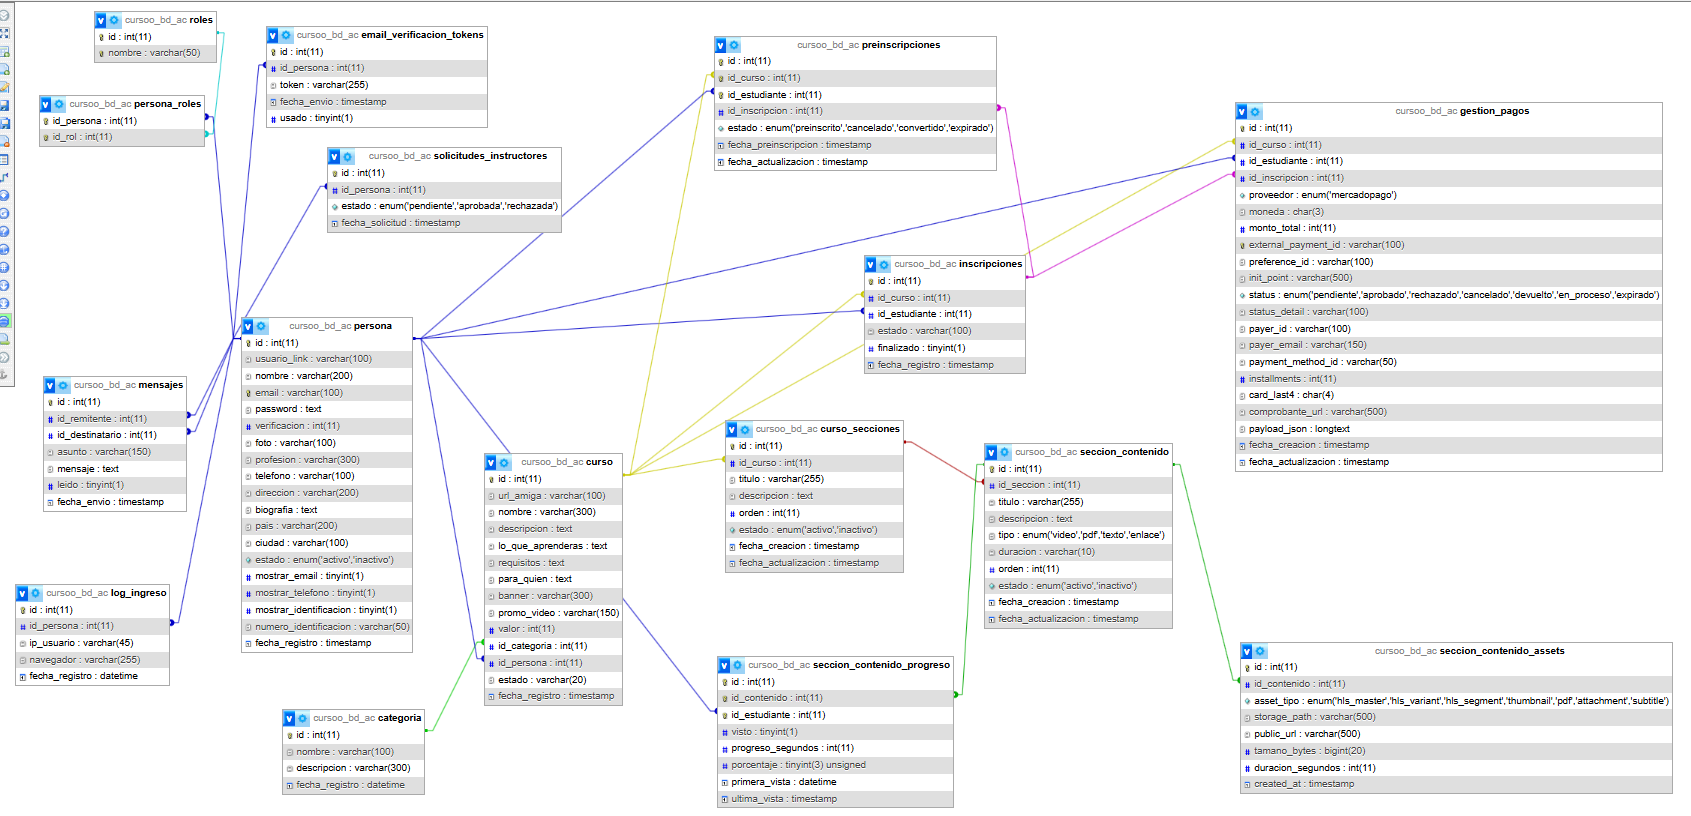 cursoo_bd_ac roles
id : int(11)
nombre : varchar(50)
cursoo_bd_ac persona_roles
id_persona : int(11)
id_rol : int(11)
cursoo_bd_ac email_verificacion_tokens
id : int(11)
id_persona : int(11)
token : varchar(255)
fecha_envio : timestamp
usado : tinyint(1)
cursoo_bd_ac solicitudes_instructores
id : int(11)
id_persona : int(11)
estado : enum('pendiente','aprobada','rechazada')
fecha_solicitud : timestamp
cursoo_bd_ac preinscripciones
id : int(11)
id_curso : int(11)
id_estudiante : int(11)
id_inscripcion : int(11)
estado : enum('preinscrito','cancelado','convertido','expirado')
fecha_preinscripcion : timestamp
fecha_actualizacion : timestamp
cursoo_bd_ac gestion_pagos
id : int(11)
id_curso : int(11)
id_estudiante : int(11)
id_inscripcion : int(11)
proveedor : enum('mercadopago')
moneda : char(3)
monto_total : int(11)
external_payment_id : varchar(100)
preference_id : varchar(100)
init_point : varchar(500)
status : enum('pendiente','aprobado','rechazado','cancelado','devuelto','en_proceso','expirado')
status_detail : varchar(100)
payer_id : varchar(100)
payer_email : varchar(150)
payment_method_id : varchar(50)
installments : int(11)
card_last4 : char(4)
comprobante_url : varchar(500)
payload_json : longtext
fecha_creacion : timestamp
fecha_actualizacion : timestamp
cursoo_bd_ac inscripciones
id : int(11)
id_curso : int(11)
id_estudiante : int(11)
estado : varchar(100)
finalizado : tinyint(1)
fecha_registro : timestamp
cursoo_bd_ac persona
id : int(11)
usuario_link : varchar(100)
nombre : varchar(200)
email : varchar(100)
password : text
verificacion : int(11)
foto : varchar(100)
profesion : varchar(300)
telefono : varchar(100)
direccion : varchar(200)
biografia : text
pais : varchar(200)
ciudad : varchar(100)
estado : enum('activo','inactivo')
mostrar_email : tinyint(1)
mostrar_telefono : tinyint(1)
mostrar_identificacion : tinyint(1)
numero_identificacion : varchar(50)
fecha_registro : timestamp
cursoo_bd_ac mensajes
id : int(11)
id_remitente : int(11)
id_destinatario : int(11)
asunto : varchar(150)
mensaje : text
leido : tinyint(1)
fecha_envio : timestamp
cursoo_bd_ac curso
id : int(11)
url_amiga : varchar(100)
nombre : varchar(300)
descripcion : text
lo_que_aprenderas : text
requisitos : text
para_quien : text
banner : varchar(300)
promo_video : varchar(150)
valor : int(11)
id_categoria : int(11)
id_persona : int(11)
estado : varchar(20)
fecha_registro : timestamp
cursoo_bd_ac curso_secciones
id : int(11)
id_curso : int(11)
titulo : varchar(255)
descripcion : text
orden : int(11)
estado : enum('activo','inactivo')
fecha_creacion : timestamp
fecha_actualizacion : timestamp
cursoo_bd_ac seccion_contenido
id : int(11)
id_seccion : int(11)
titulo : varchar(255)
descripcion : text
tipo : enum('video','pdf','texto','enlace')
duracion : varchar(10)
orden : int(11)
estado : enum('activo','inactivo')
fecha_creacion : timestamp
fecha_actualizacion : timestamp
cursoo_bd_ac log_ingreso
id : int(11)
id_persona : int(11)
ip_usuario : varchar(45)
navegador : varchar(255)
fecha_registro : datetime
cursoo_bd_ac categoria
id : int(11)
nombre : varchar(100)
descripcion : varchar(300)
fecha_registro : datetime
cursoo_bd_ac seccion_contenido_progreso
id : int(11)
id_contenido : int(11)
id_estudiante : int(11)
visto : tinyint(1)
progreso_segundos : int(11)
porcentaje : tinyint(3) unsigned
primera_vista : datetime
ultima_vista : timestamp
cursoo_bd_ac seccion_contenido_assets
id : int(11)
id_contenido : int(11)
asset_tipo : enum('hls_master','hls_variant','hls_segment','thumbnail','pdf','attachment','subtitle')
storage_path : varchar(500)
public_url : varchar(500)
tamano_bytes : bigint(20)
duracion_segundos : int(11)
created_at : timestamp